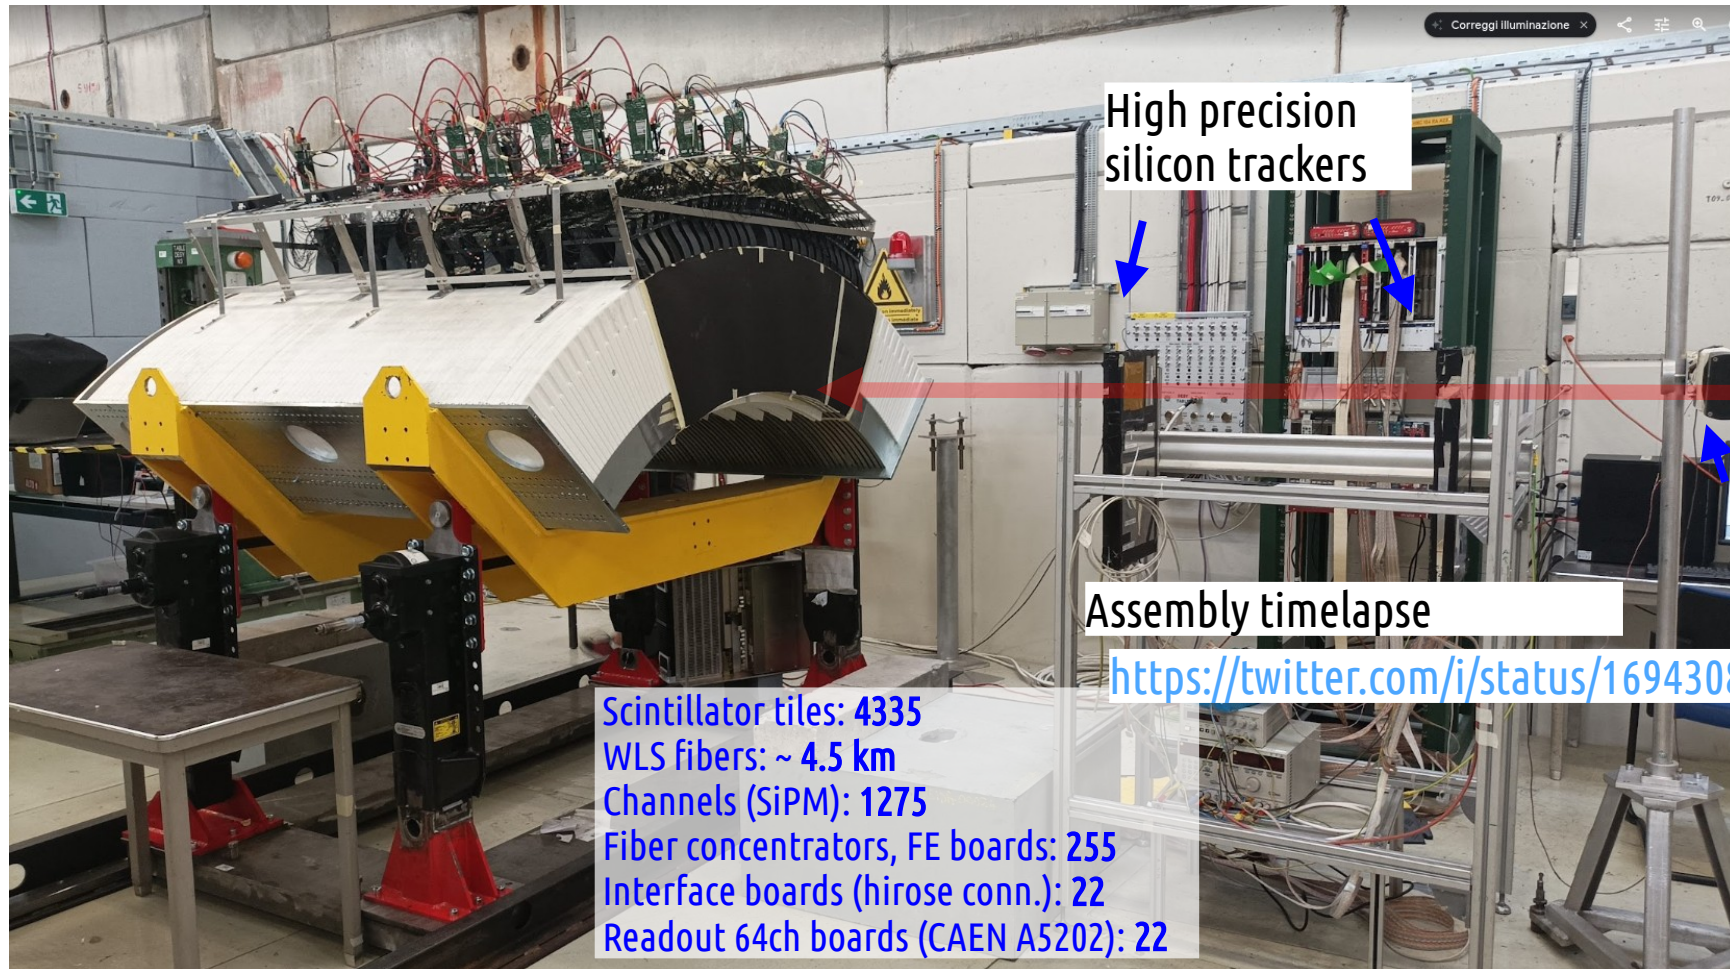 Correggi illuminazione
High precision
silicon trackers
Assembly timelapse
https://twitter.com/i/status/169430
Scintillator tiles: 4335
WLS fibers: ~ 4.5 km
Channels (SiPM): 1275
Fiber concentrators, FE boards: 255
Interface boards (hirose conn.): 22
Readout 64ch boards (CAEN A5202): 22